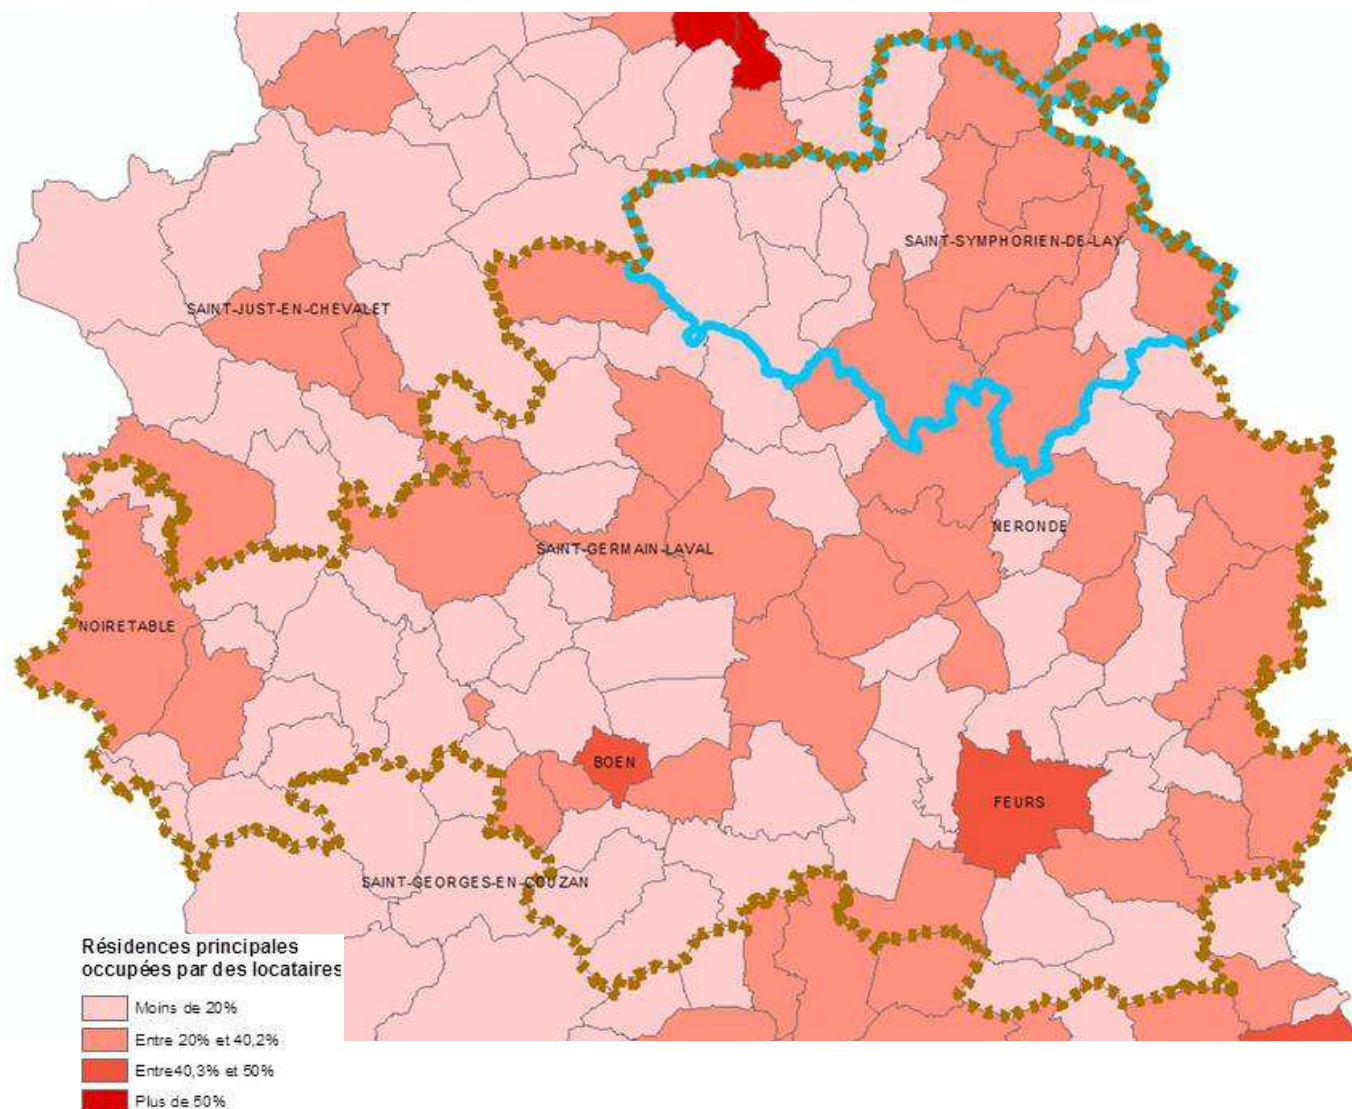 SAINT-SYMPHORIEN-DE-LAY
SAINT-JUST-EN-CHEVALET
NERONDE
SAINT-GERMAIN-LAVAL
NOIRETABLE
BOEN
FEURS
SAINT-GEORGES-EN-COUZAN
Résidences principales
occupées par des locataires
Moins de 20%
Entre 20% et 40,2%
Entre40,3% et 50%
Plus de 50%